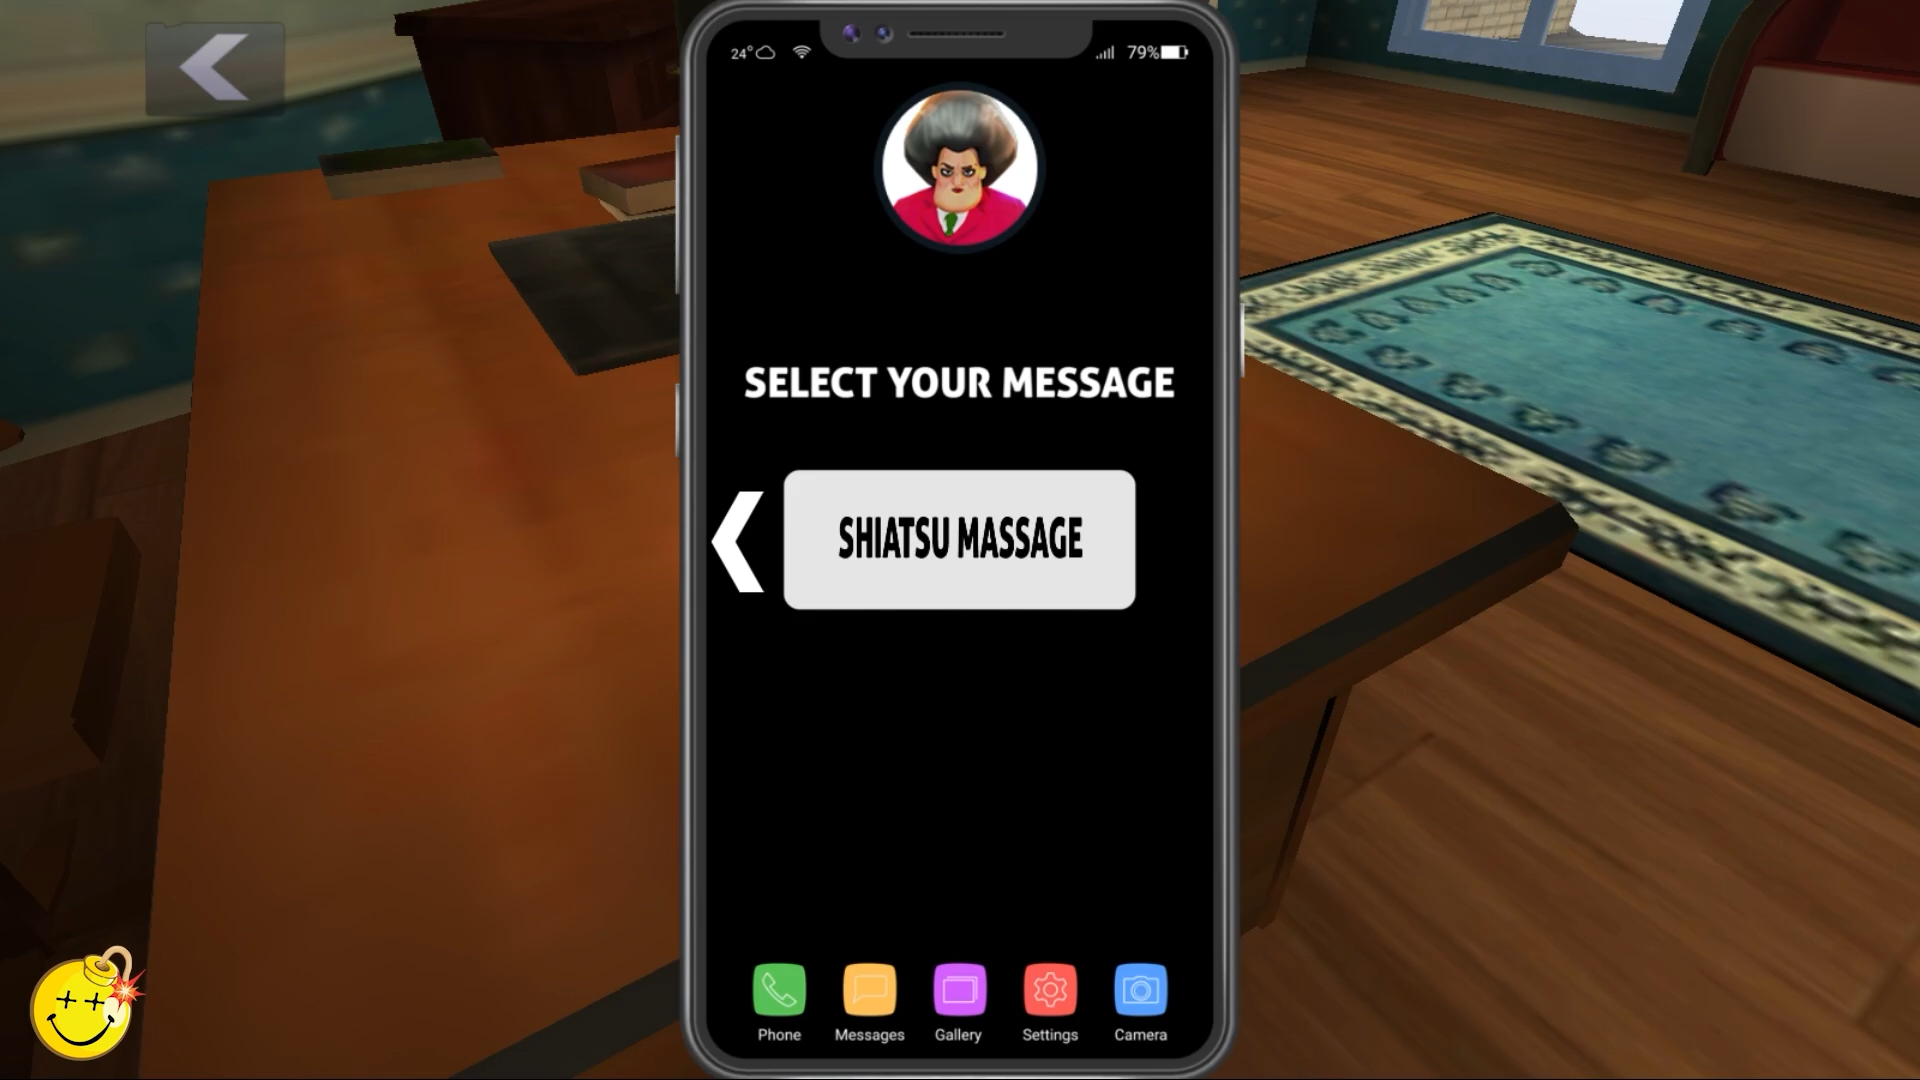 24°
79%
SELECT YOUR MESSAGE
SHIATSU MASSAGE
Phone
Messages
Gallery
Settings
Camera